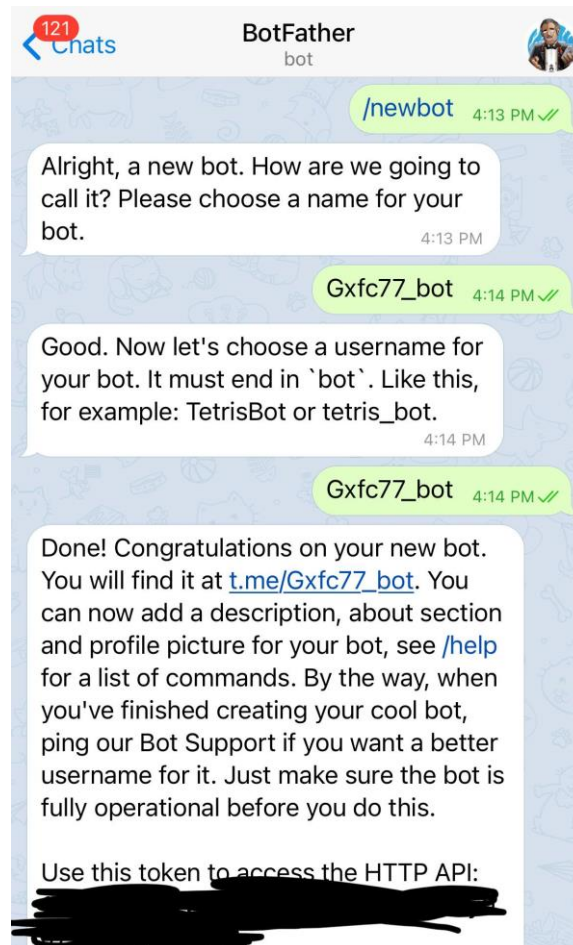 121
Chats
BotFather
bot
/newbot 4:13 PM
Alright, a new bot. How are we going to
call it? Please choose a name for your
bot.
4:13 PM
Gxfc77_bot 4:14 PM
Good. Now let's choose a username for
your bot. It must end in `bot`. Like this,
for example: TetrisBot or tetris_bot.
4:14 PM
Gxfc77_bot 4:14 PM
Done! Congratulations on your new bot.
You will find it at t.me/Gxfc77_bot. You
can now add a description, about section
and profile picture for your bot, see /help
for a list of commands. By the way, when
you've finished creating your cool bot,
ping our Bot Support if you want a better
username for it. Just make sure the bot is
fully operational before you do this.
Use this token to access the HTTP API: